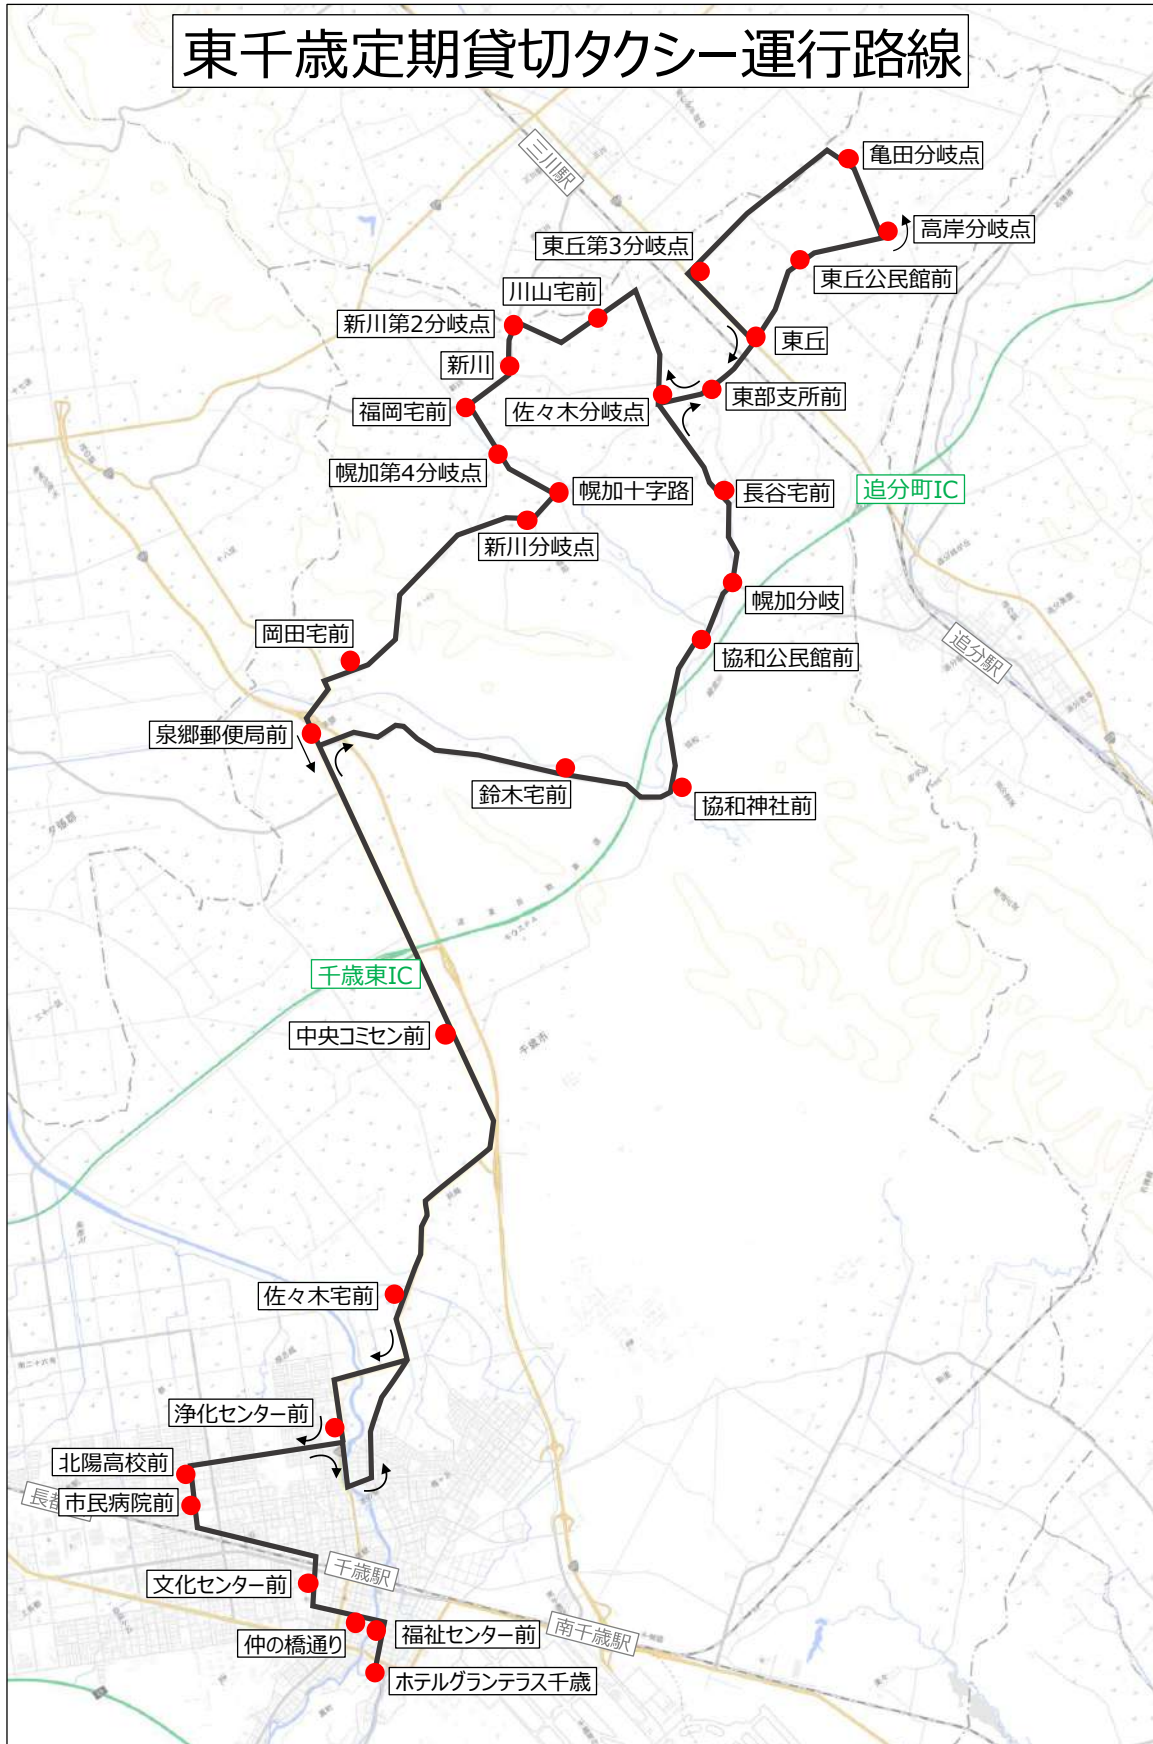 東千歳定期貸切タクシー運行路線
三川駅
亀田分岐点
高岸分岐点
東丘第3分岐点
東丘公民館前
川山宅前
新川第2分岐点
東丘
新川
福岡宅前
佐々木分岐点
東部支所前
幌加第4分岐点
幌加十字路
長谷宅前
追分町IC
新川分岐点
幌加分岐
岡田宅前
協和公民館前
追分駅
泉郷郵便局前
鈴木宅前
協和神社前
千歳東IC
中央コミセン前
千歳市
佐々木宅前
浄化センター前
北陽高校前
長都
市民病院前
千歳駅
文化センター前
仲の橋通り
福祉センター前
南千歳駅
ホテルグランテラス千歳